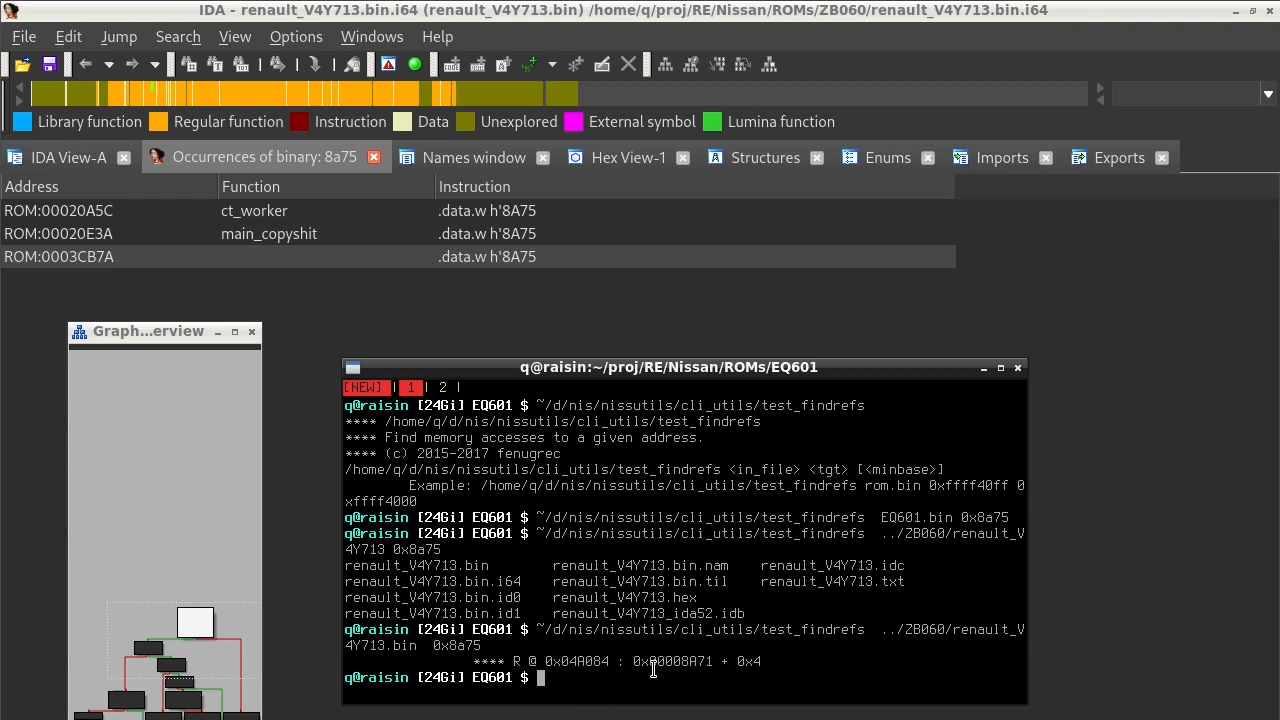 IDA - renault_V4Y713.bin.i64 (renault_V4Y713.bin) /home/q/proj/RE/Nissan/ROMs/ZB060/renault_V4Y713.bin.i64
File Edit Jump Search View Options Windows Help
Library function Regular function Instruction Data Unexplored External symbol Lumina function
IDA View-A Occurrences of binary: 8a75 Names window Hex View-1 Structures Enums Imports Exports
Address Function Instruction
ROM:00020A5C ct_worker .data.w h'8A75
ROM:00020E3A main_copyshit .data.w h'8A75
ROM:0003CB7A .data.w h'8A75
Graph...erview
q@raisin:~/proj/RE/Nissan/ROMs/EQ601
[NEW] | 1 | 2 |
q@raisin [24Gi] EQ601 $ ~/d/nis/nissutils/cli_utils/test_findrefs
**** /home/q/d/nis/nissutils/cli_utils/test_findrefs
**** Find memory accesses to a given address.
**** (c) 2015-2017 fenugrec
/home/q/d/nis/nissutils/cli_utils/test_findrefs <in_file> <tgt> [<minbase>]
Example: /home/q/d/nis/nissutils/cli_utils/test_findrefs rom.bin 0xffff40ff 0
xffff4000
q@raisin [24Gi] EQ601 $ ~/d/nis/nissutils/cli_utils/test_findrefs EQ601.bin 0x8a75
q@raisin [24Gi] EQ601 $ ~/d/nis/nissutils/cli_utils/test_findrefs ../ZB060/renault_V
4Y713 0x8a75
renault_V4Y713.bin renault_V4Y713.bin.nam renault_V4Y713.idc
renault_V4Y713.bin.i64 renault_V4Y713.bin.til renault_V4Y713.txt
renault_V4Y713.bin.id0 renault_V4Y713.hex
renault_V4Y713.bin.id1 renault_V4Y713_ida52.idb
q@raisin [24Gi] EQ601 $ ~/d/nis/nissutils/cli_utils/test_findrefs ../ZB060/renault_V
4Y713.bin 0x8a75
**** R @ 0x04A084 : 0x00008A71 + 0x4
q@raisin [24Gi] EQ601 $